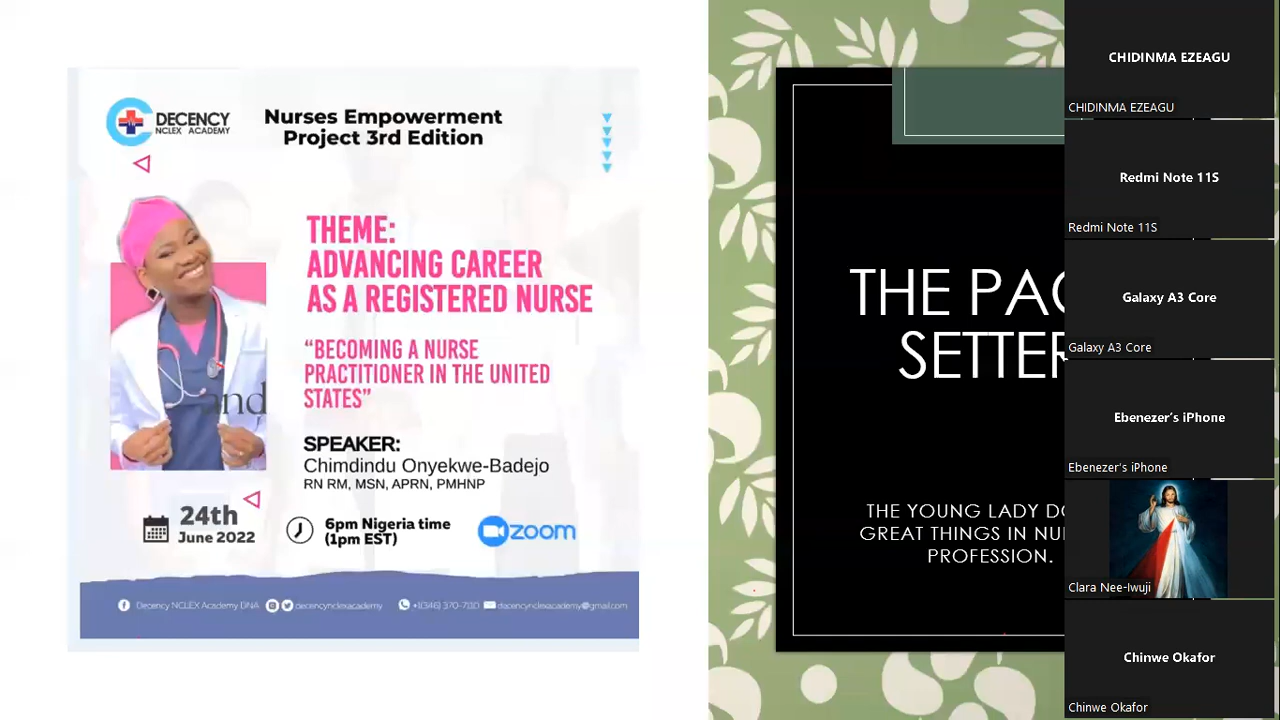 DECENCY
NCLEX ACADEMY
Nurses Empowerment
Project 3rd Edition
THEME:
ADVANCING CAREER
AS A REGISTERED NURSE
“BECOMING A NURSE
PRACTITIONER IN THE UNITED
STATES”
and
SPEAKER:
Chimdindu Onyekwe-Badejo
RN RM, MSN, APRN, PMHNP
24th
June 2022
6pm Nigeria time
(1pm EST)
zoom
Decency NCLEX Academy DNA
decencynclexacademy
decencynclexacademy@gmail.com
THE PAC
SETTER
THE YOUNG LADY DO
GREAT THINGS IN NU
PROFESSION.
CHIDINMA EZEAGU
CHIDINMA EZEAGU
Redmi Note 11S
Redmi Note 11S
Galaxy A3 Core
Galaxy A3 Core
Ebenezer’s iPhone
Ebenezer’s iPhone
Clara Nee-Iwuji
Chinwe Okafor
Chinwe Okafor